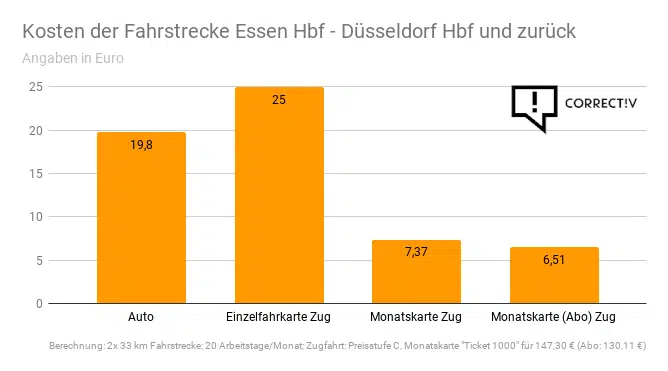 Kosten der Fahrstrecke Essen Hbf - Düsseldorf Hbf und zurück
Angaben in Euro
25
20
15
10
5
0
19,8
25
7,37
6,51
CORRECT!V
Auto
Einzelfahrkarte Zug
Monatskarte Zug
Monatskarte (Abo) Zug
Berechnung: 2x 33 km Fahrstrecke; 20 Arbeitstage/Monat; Zugfahrt: Preisstufe C, Monatskarte "Ticket 1000" für 147,30 € (Abo: 130,11 €)